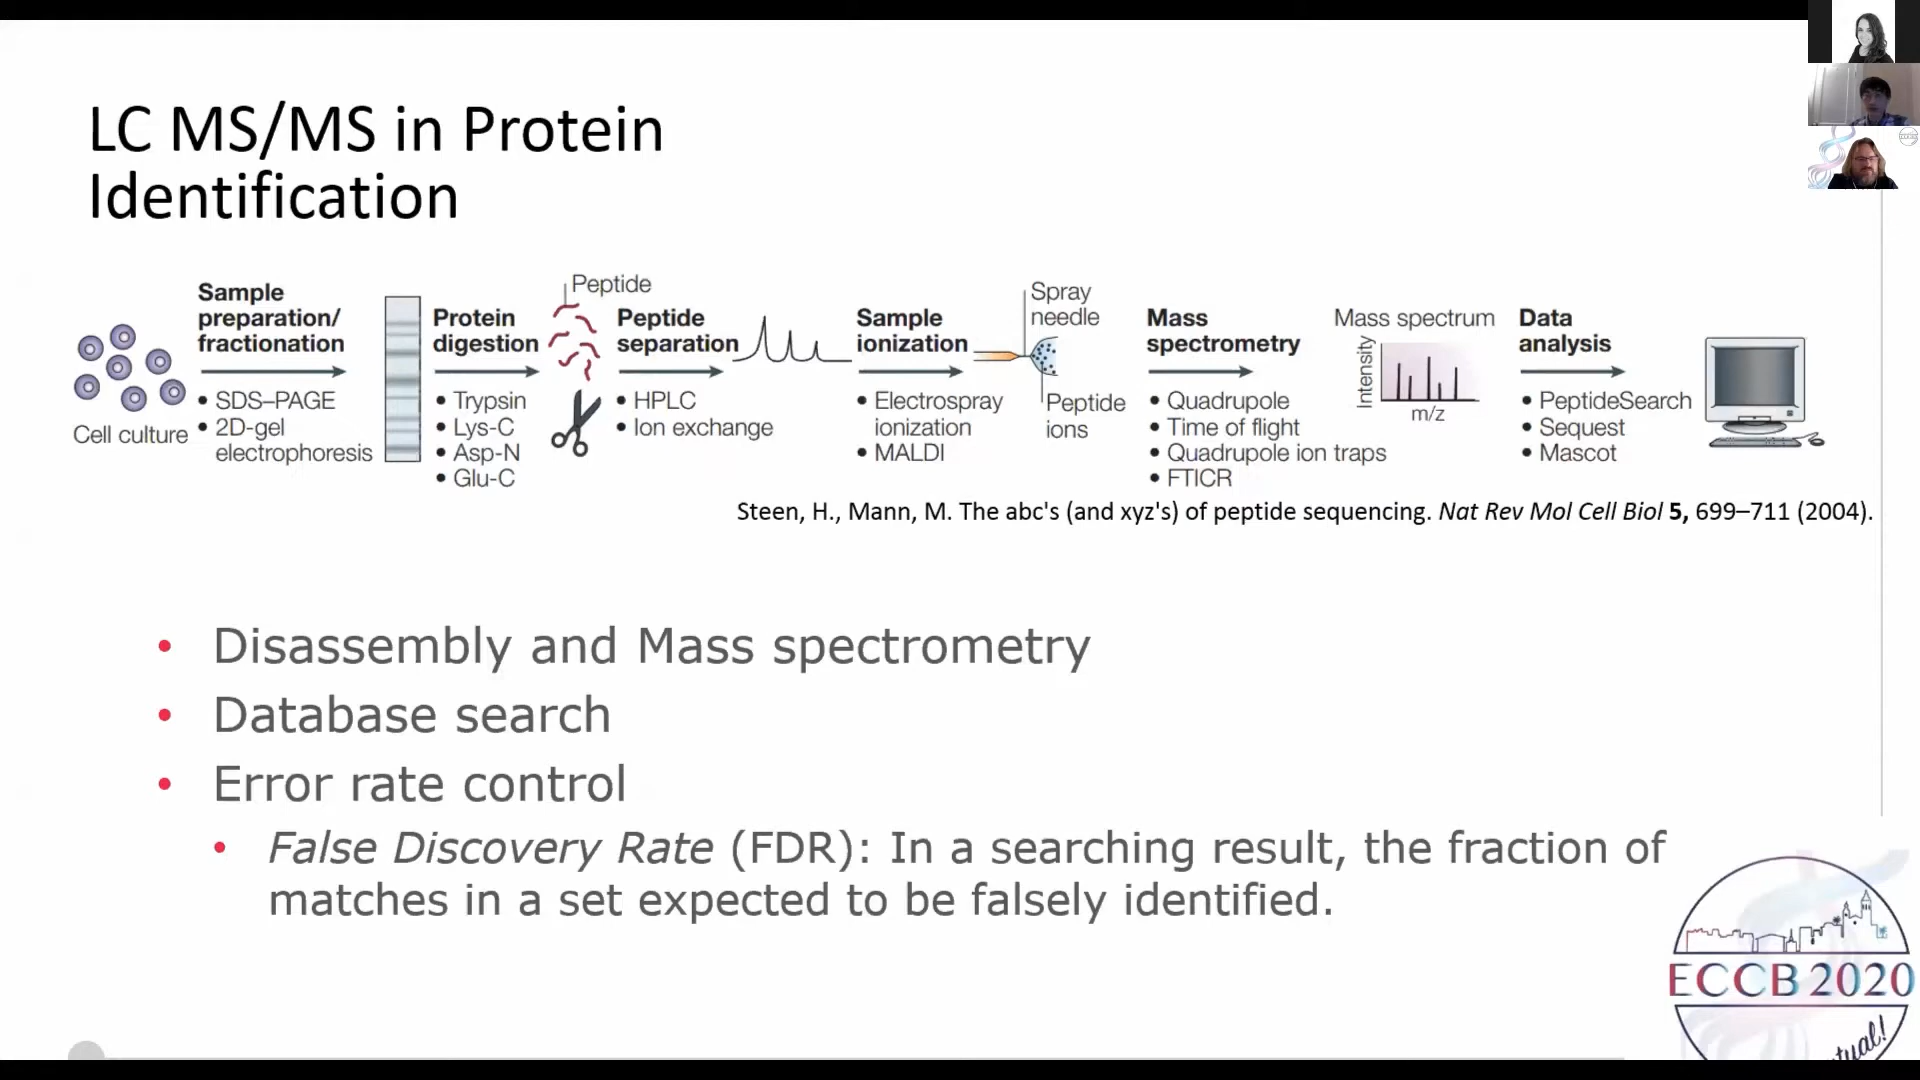 LC MS/MS in Protein
Identification
Cell culture
Sample
preparation/
fractionation
• SDS–PAGE
• 2D-gel
electrophoresis
Protein
digestion
• Trypsin
• Lys-C
• Asp-N
• Glu-C
Peptide
Peptide
separation
• HPLC
• Ion exchange
Sample
ionization
• Electrospray
ionization
• MALDI
Spray
needle
Peptide
ions
Mass
spectrometry
• Quadrupole
• Time of flight
• Quadrupole ion traps
• FTICR
Mass spectrum
Intensity
m/z
Data
analysis
• PeptideSearch
• Sequest
• Mascot
Steen, H., Mann, M. The abc's (and xyz's) of peptide sequencing. Nat Rev Mol Cell Biol 5, 699–711 (2004).
• Disassembly and Mass spectrometry
• Database search
• Error rate control
• False Discovery Rate (FDR): In a searching result, the fraction of
matches in a set expected to be falsely identified.
ECCB 2020